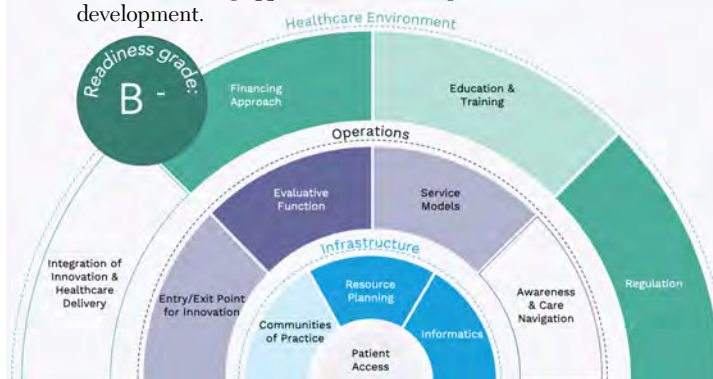 development.
Healthcare Environment
Readiness grade:
B -
Financing
Approach
Education &
Training
Operations
Evaluative
Function
Service
Models
Infrastructure
Integration of
Innovation &
Healthcare
Delivery
Entry/Exit Point
for Innovation
Communities
of Practice
Resource
Planning
Informatics
Awareness
& Care
Navigation
Regulation
Patient
Access